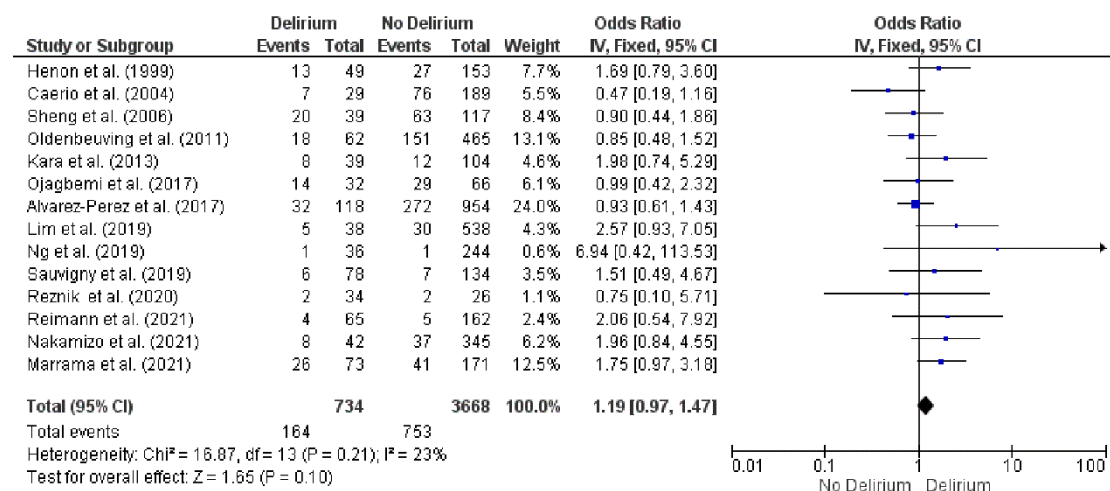 Delirium No Delirium Odds Ratio Odds Ratio
Study or Subgroup Events Total Events Total Weight IV, Fixed, 95% CI IV, Fixed, 95% CI
Henon et al. (1999) 13 49 27 153 7.7% 1.69 [0.79, 3.60]
Caerio et al. (2004) 7 29 76 189 5.5% 0.47 [0.19, 1.16]
Sheng et al. (2006) 20 39 63 117 8.4% 0.90 [0.44, 1.86]
Oldenbeuving et al. (2011) 18 62 151 465 13.1% 0.85 [0.48, 1.52]
Kara et al. (2013) 8 39 12 104 4.6% 1.98 [0.74, 5.29]
Ojagbemi et al. (2017) 14 32 29 66 6.1% 0.99 [0.42, 2.32]
Alvarez-Perez et al. (2017) 32 118 272 954 24.0% 0.93 [0.61, 1.43]
Lim et al. (2019) 5 38 30 538 4.3% 2.57 [0.93, 7.05]
Ng et al. (2019) 1 36 1 244 0.6% 6.94 [0.42, 113.53]
Sauvigny et al. (2019) 6 78 7 134 3.5% 1.51 [0.49, 4.67]
Reznik et al. (2020) 2 34 2 26 1.1% 0.75 [0.10, 5.71]
Reimann et al. (2021) 4 65 5 162 2.4% 2.06 [0.54, 7.92]
Nakamizo et al. (2021) 8 42 37 345 6.2% 1.96 [0.84, 4.55]
Marrama et al. (2021) 26 73 41 171 12.5% 1.75 [0.97, 3.18]
Total (95% CI) 734 3668 100.0% 1.19 [0.97, 1.47]
Total events 164 753
Heterogeneity: Chi² = 16.87, df = 13 (P = 0.21); I² = 23%
Test for overall effect: Z = 1.65 (P = 0.10)
0.01 0.1 1 10 100
No Delirium Delirium